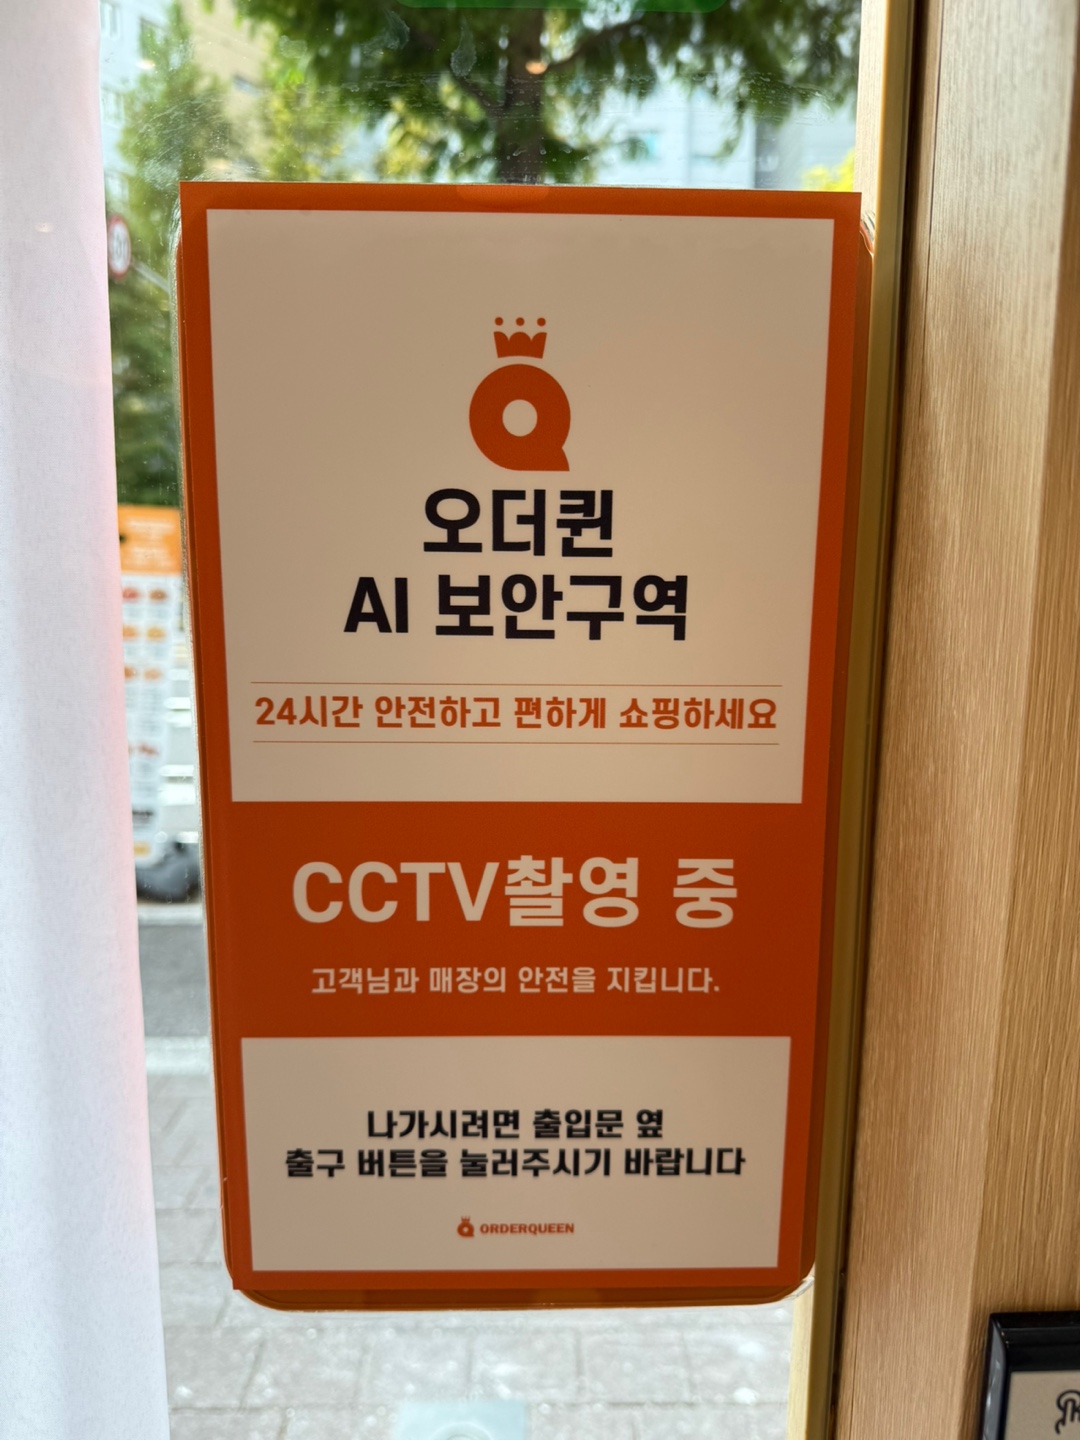 오더퀸
AI 보안구역
24시간 안전하고 편하게 쇼핑하세요
CCTV촬영 중
고객님과 매장의 안전을 지킵니다.
나가시려면 출입문 옆
출구 버튼을 눌러주시기 바랍니다
ORDERQUEEN